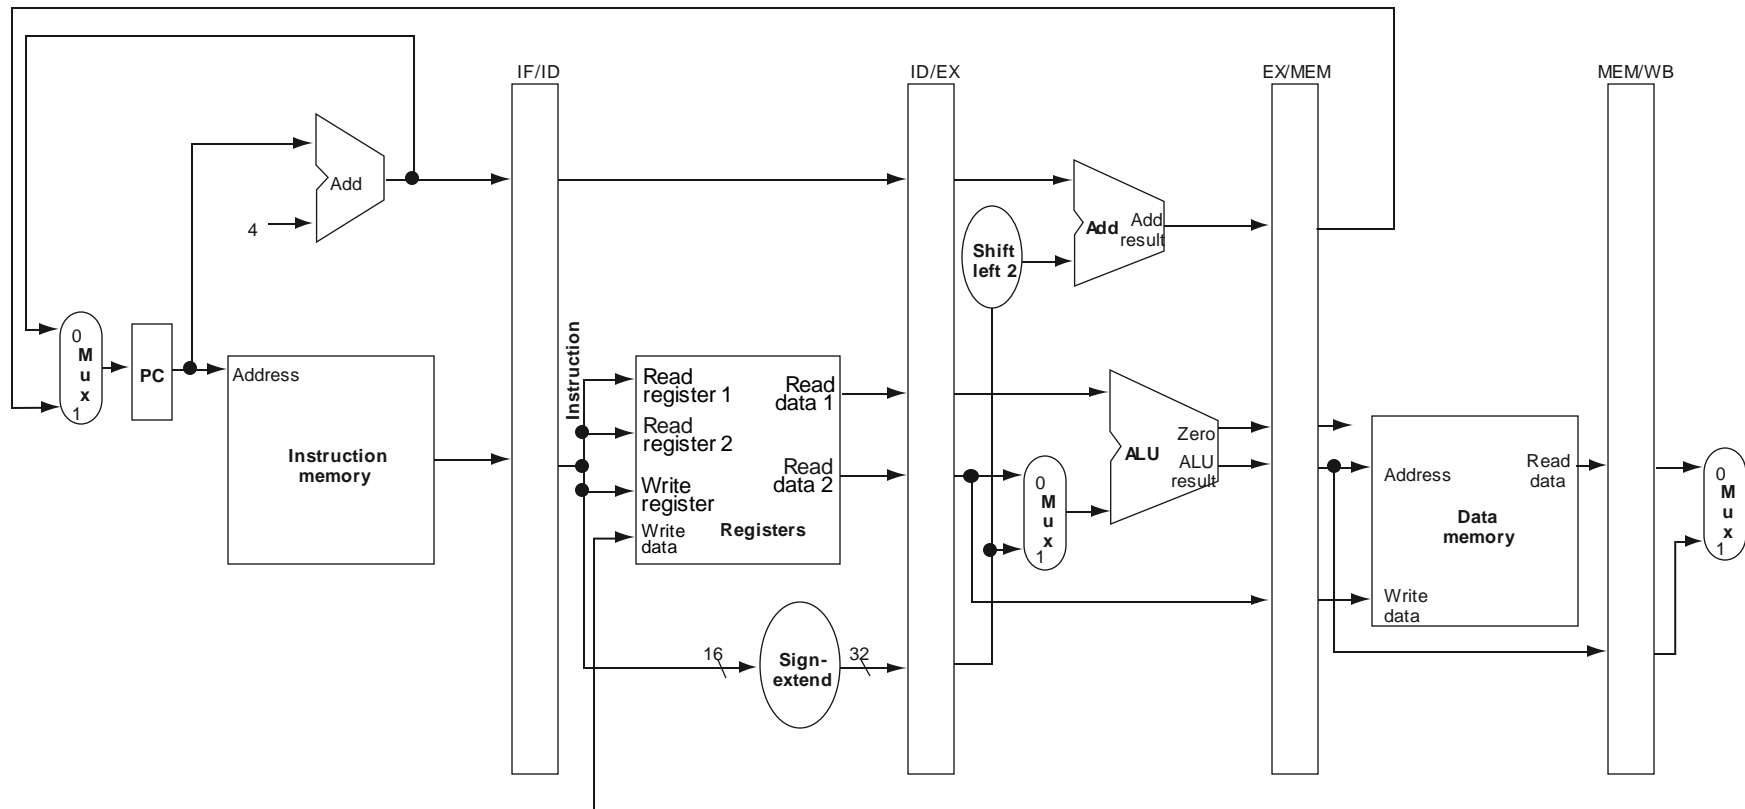 IF/ID
ID/EX
EX/MEM
MEM/WB
Add
4
Add
Add
result
Shift
left 2
0
M
u
x
1
PC
Address
Instruction
memory
Instruction
Read
register 1
Read
register 2
Write
register
Write
data
Read
data 1
Read
data 2
Registers
16
Sign-
extend
32
0
M
u
x
1
Zero
ALU
ALU
result
Address
Read
data
Data
memory
Write
data
0
M
u
x
1